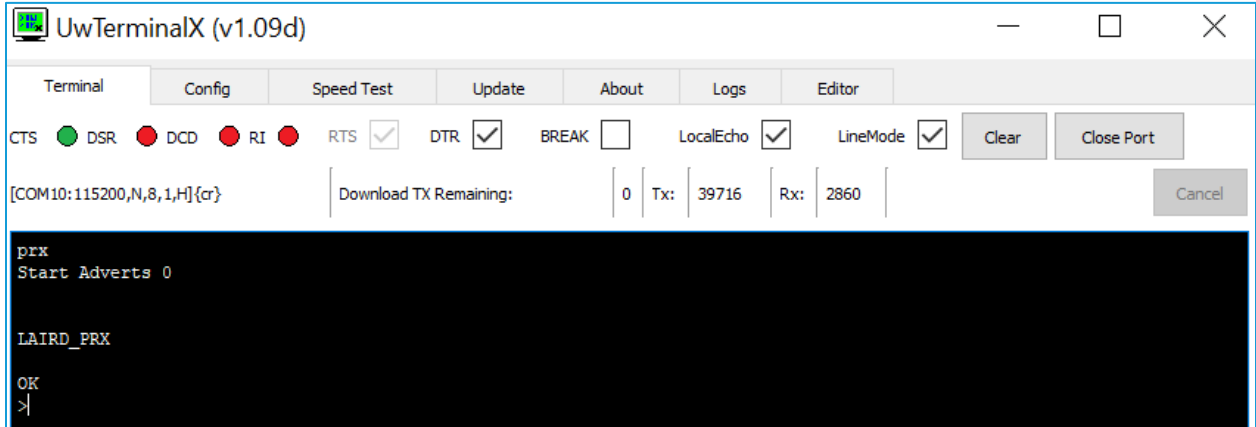 UwTerminalX (v1.09d)
Terminal Config Speed Test Update About Logs Editor
CTS DSR DCD RI RTS DTR BREAK LocalEcho LineMode Clear Close Port
[COM10:115200,N,8,1,H]{cr} Download TX Remaining: 0 Tx: 39716 Rx: 2860 Cancel
prx
Start Adverts 0
LAIRD_PRX
OK
>